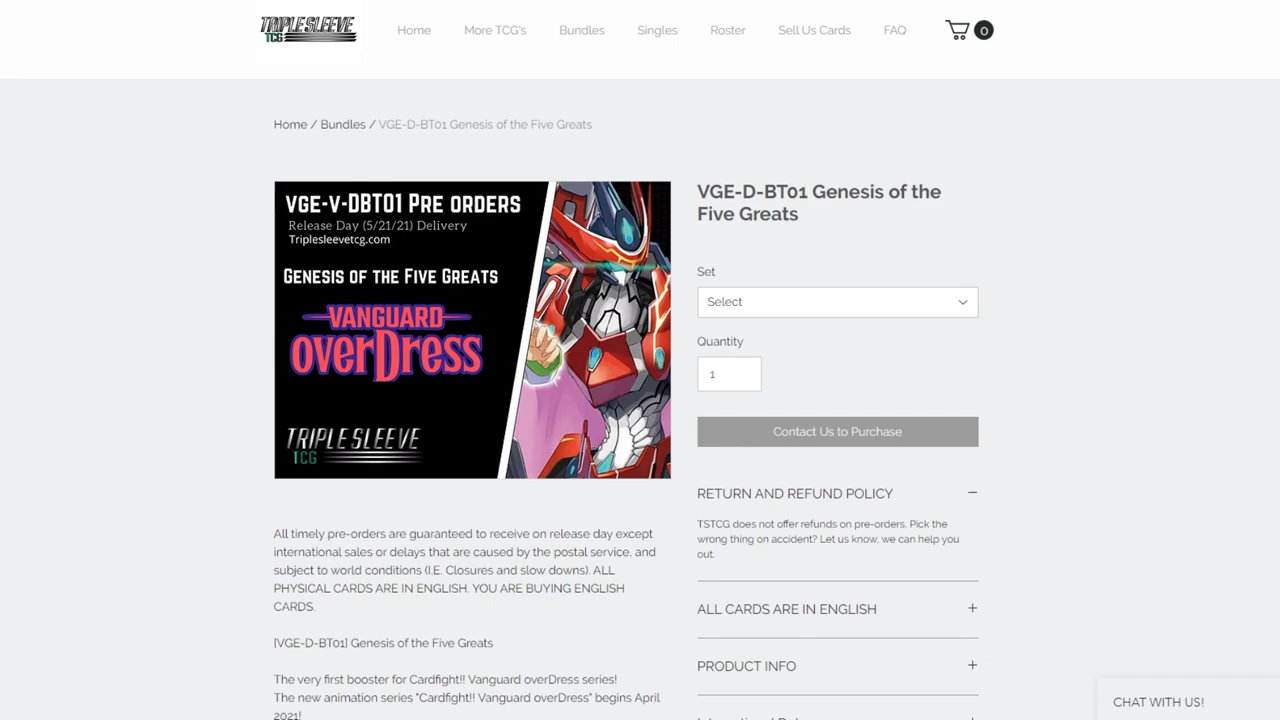 TRIPLE SLEEVE
TCG
Home
More TCG's
Bundles
Singles
Roster
Sell Us Cards
FAQ
0
Home / Bundles / VGE-D-BT01 Genesis of the Five Greats
VGE-V-DBT01 PRE ORDERS
Release Day (5/21/21) Delivery
Triplesleevetcg.com
GENESIS OF THE FIVE GREATS
VANGUARD
overDress
TRIPLE SLEEVE
TCG
All timely pre-orders are guaranteed to receive on release day except
international sales or delays that are caused by the postal service, and
subject to world conditions (I.E. Closures and slow downs). ALL
PHYSICAL CARDS ARE IN ENGLISH. YOU ARE BUYING ENGLISH
CARDS.
[VGE-D-BT01] Genesis of the Five Greats
The very first booster for Cardfight!! Vanguard overDress series!
The new animation series "Cardfight!! Vanguard overDress" begins April
2021!
VGE-D-BT01 Genesis of the
Five Greats
Set
Select
Quantity
1
Contact Us to Purchase
RETURN AND REFUND POLICY
TSTCG does not offer refunds on pre-orders. Pick the
wrong thing on accident? Let us know, we can help you
out.
ALL CARDS ARE IN ENGLISH
PRODUCT INFO
CHAT WITH US!